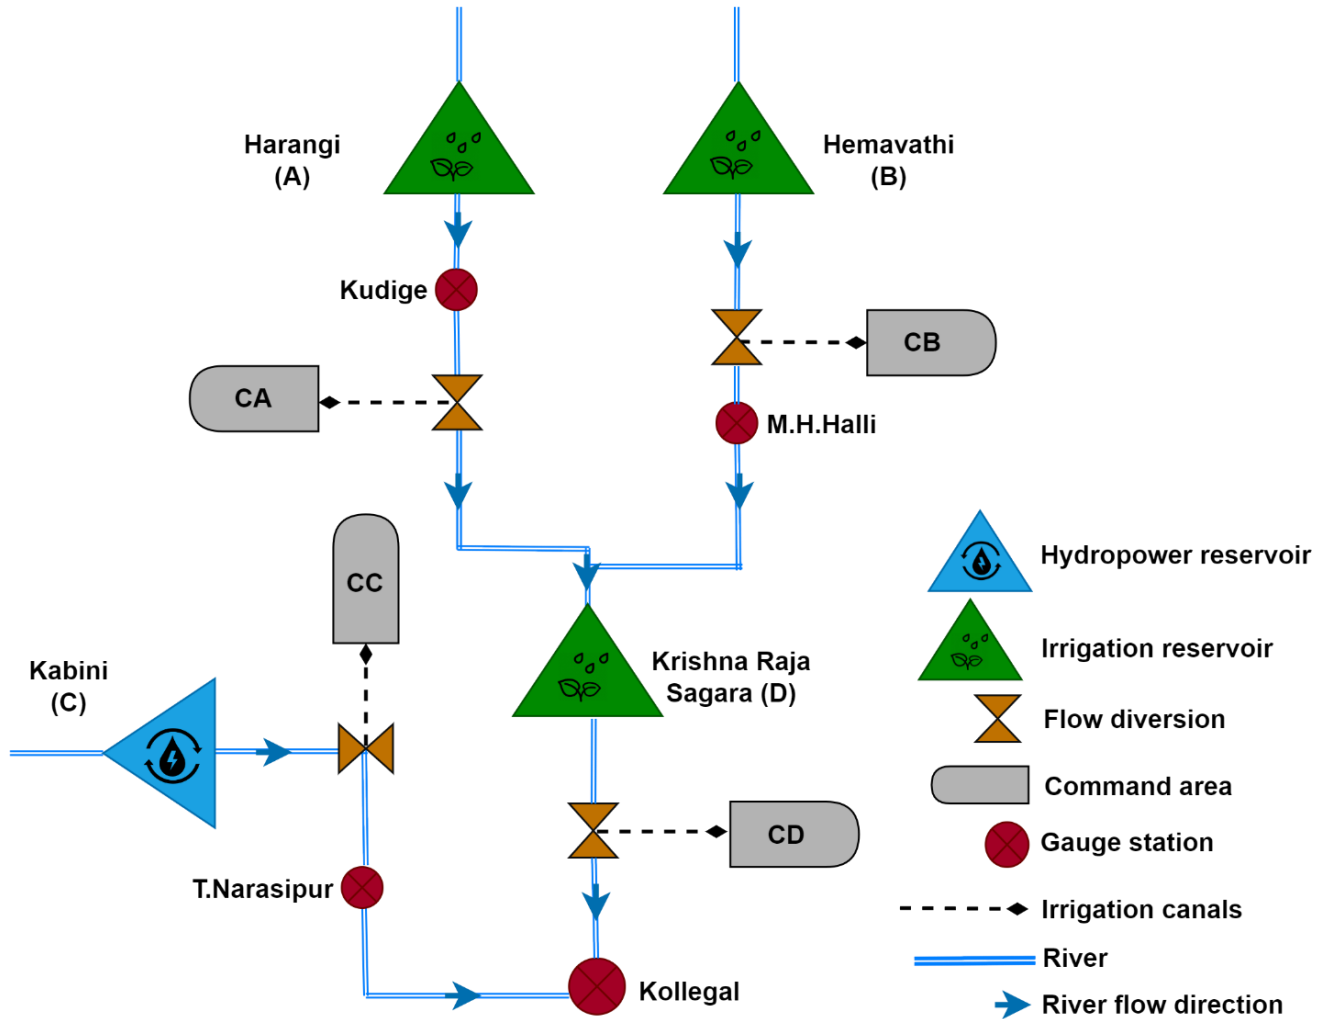 Harangi
(A)
Hemavathi
(B)
Kudige
CB
CA
M.H.Halli
CC
Hydropower reservoir
Kabini
(C)
Krishna Raja
Sagara (D)
Irrigation reservoir
Flow diversion
Command area
CD
Gauge station
T.Narasipur
Irrigation canals
River
Kollegal
River flow direction